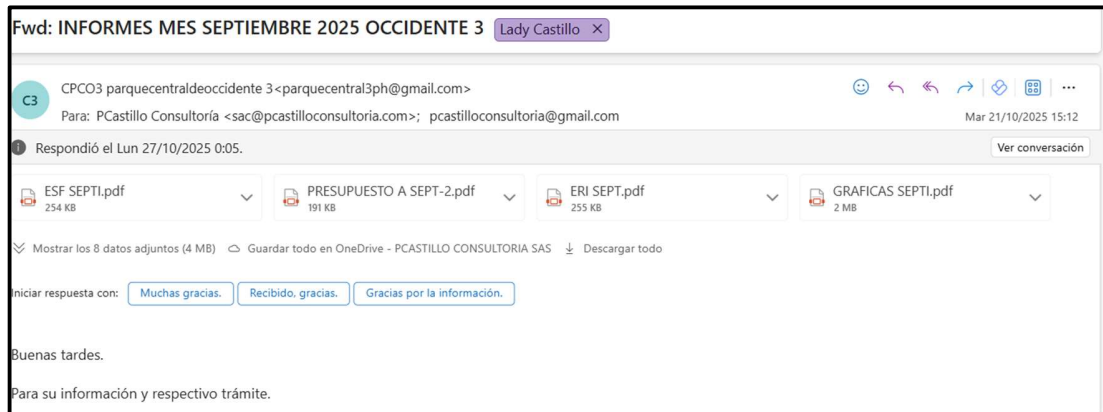 Fwd: INFORMES MES SEPTIEMBRE 2025 OCCIDENTE 3 Lady Castillo ×
C3
CPCO3 parquecentraldeoccidente 3<parquecentral3ph@gmail.com>
Para: PCastillo Consultoría <sac@pcastilloconsultoria.com>; pcastilloconsultoria@gmail.com
Mar 21/10/2025 15:12
Respondió el Lun 27/10/2025 0:05.
Ver conversación
ESF SEPTI.pdf
254 KB
PRESUPUESTO A SEPT-2.pdf
191 KB
ERI SEPT.pdf
255 KB
GRAFICAS SEPTI.pdf
2 MB
Mostrar los 8 datos adjuntos (4 MB) Guardar todo en OneDrive - PCASTILLO CONSULTORIA SAS Descargar todo
Iniciar respuesta con: Muchas gracias. Recibido, gracias. Gracias por la información.
Buenas tardes.
Para su información y respectivo trámite.